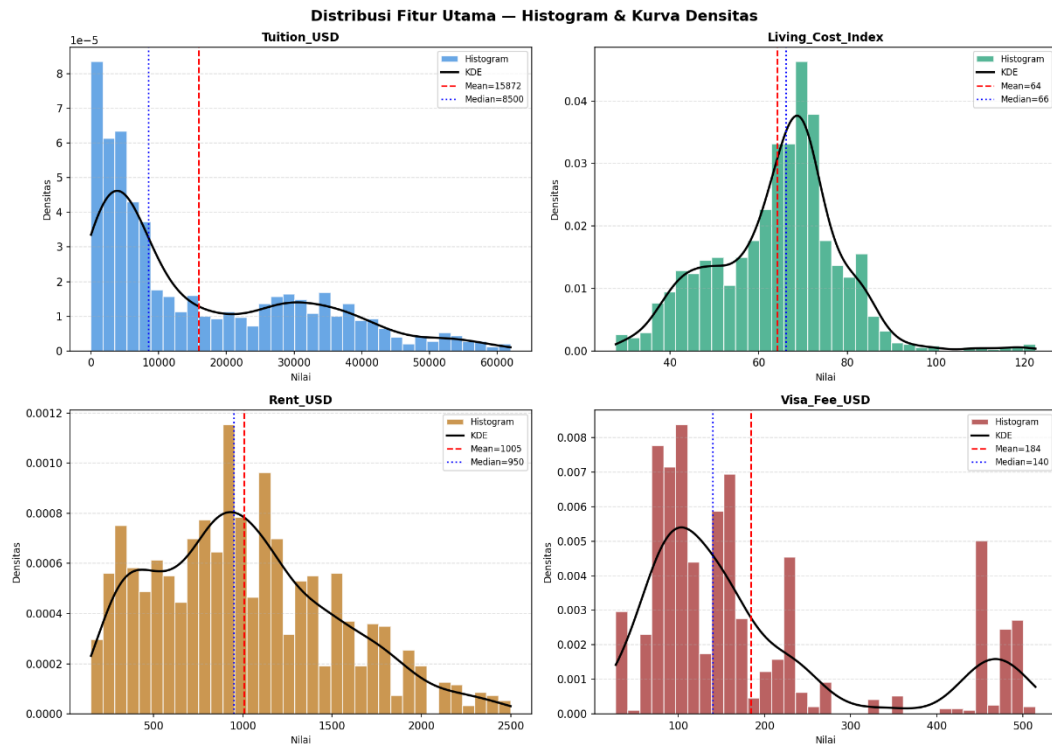 Distribusi Fitur Utama — Histogram & Kurva Densitas
Tuition_USD
1e−5
Histogram
KDE
Mean=15872
Median=8500
8
7
6
5
4
3
2
1
0
Densitas
0 10000 20000 30000 40000 50000 60000
Nilai
Living_Cost_Index
Histogram
KDE
Mean=64
Median=66
0.04
0.03
0.02
0.01
0.00
Densitas
40 60 80 100 120
Nilai
Rent_USD
Histogram
KDE
Mean=1005
Median=950
0.0012
0.0010
0.0008
0.0006
0.0004
0.0002
0.0000
Densitas
500 1000 1500 2000 2500
Nilai
Visa_Fee_USD
Histogram
KDE
Mean=184
Median=140
0.008
0.007
0.006
0.005
0.004
0.003
0.002
0.001
0.000
Densitas
100 200 300 400 500
Nilai